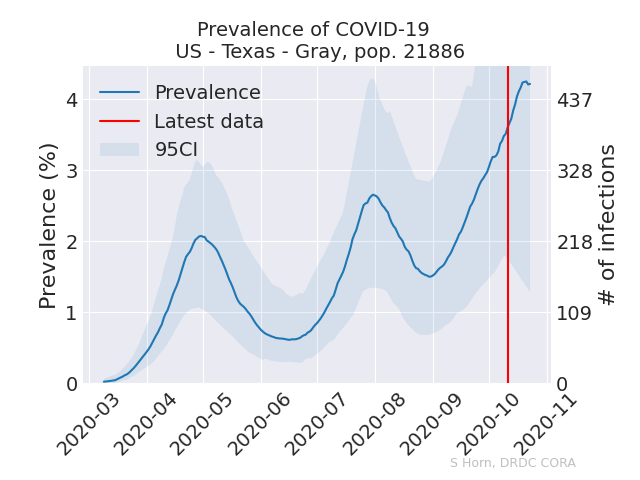 Prevalence of COVID-19
US - Texas - Gray, pop. 21886
Prevalence
Latest data
95CI
Prevalence (%)
4
3
2
1
0
# of infections
437
328
218
109
0
2020-03
2020-04
2020-05
2020-06
2020-07
2020-08
2020-09
2020-10
2020-11
S Horn, DRDC CORA